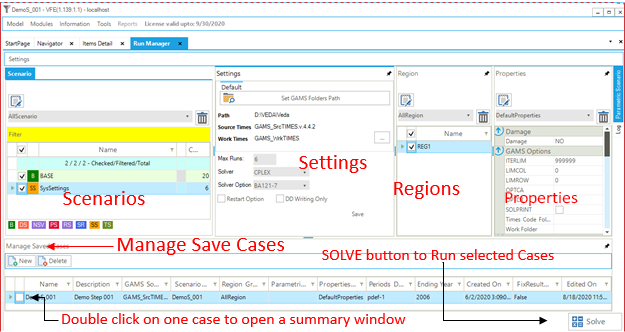 DemoS_001 - VFE(1.139:1.1) - localhost
Model Modules Information Tools Reports License valid upto: 9/30/2020
StartPage Navigator Items Detail Run Manager
Settings
Scenario
AllScenario
Filter
Name C...
2 / 2 / 2 - Checked/Filtered/Total
B BASE 20
SS SysSettings 6
Scenarios
B DS NSV PS RS SR SS TS
Settings
Default
Set GAMS Folders Path
Path D:\VEDA\Veda
Source Times GAMS_SrcTIMES.v.4.4.2
Work Times GAMS_WrkTIMES ...
Max Runs: 6
Settings
Solver CPLEX
Solver Option BA121-7
Restart Option DD Writing Only
Save
Region
AllRegion
Name
REG1
Regions
Properties
DefaultProperties
Damage
Damage NO
GAMS Options
ITERLIM 999999
LIMCOL 0
LIMROW 0
OPTCA
Properties
SOLPRINT
Times Code Fol...
Work Folder
Parametric Scenario
Log
Manage Saved Cases
Manage Save Cases
SOLVE button to Run selected Cases
New Delete
Name Description GAMS So... Scenario... Region Gr... Parametri... Properties ... Periods D... Ending Year Created On FixResult... Edited On
DemoS_001 Demo Step 001 GAMS_SrcTIME... DemoS_001 AllRegion DefaultProperties pdef-1 2006 6/2/2020 3:090... False 8/18/2020 11:5...
Double click on one case to open a summary window
Solve